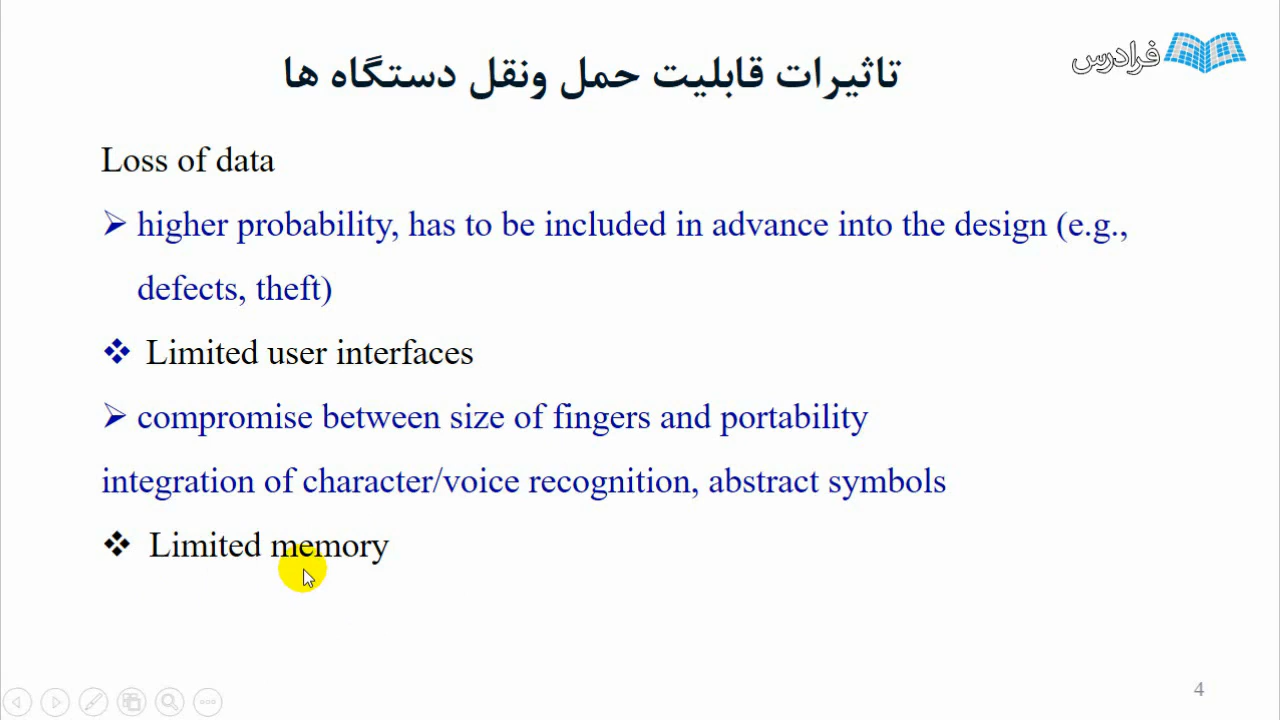 فرادرس
تاثیرات قابلیت حمل ونقل دستگاه ها
Loss of data
➢ higher probability, has to be included in advance into the design (e.g.,
defects, theft)
❖ Limited user interfaces
➢ compromise between size of fingers and portability
integration of character/voice recognition, abstract symbols
❖ Limited memory
4